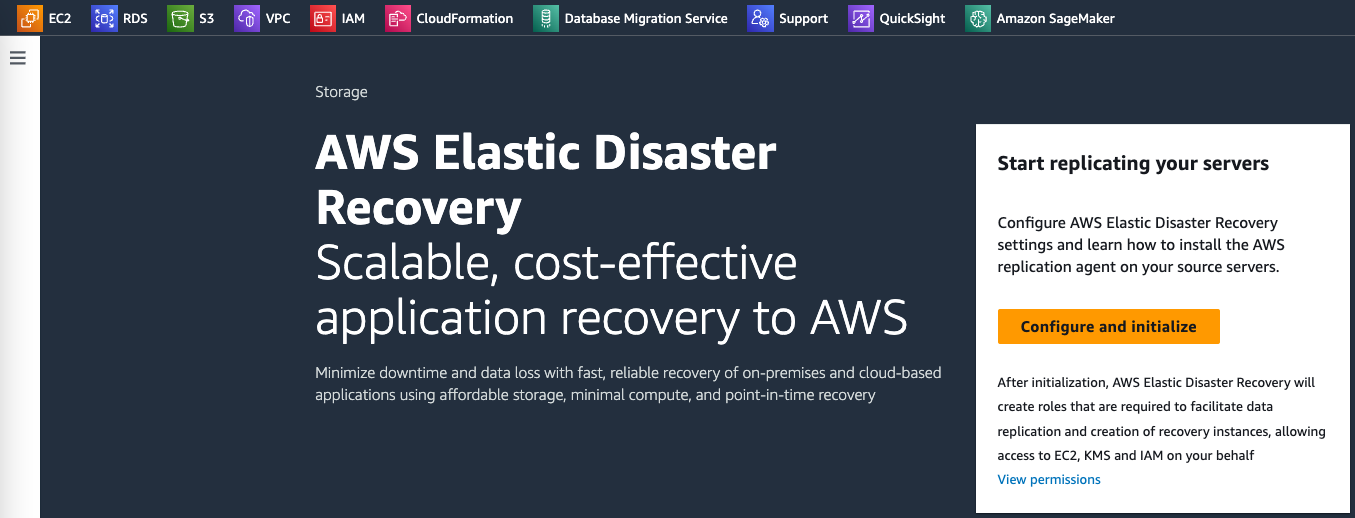 EC2 RDS S3 VPC IAM CloudFormation Database Migration Service Support QuickSight Amazon SageMaker
Storage
AWS Elastic Disaster
Recovery
Scalable, cost-effective
application recovery to AWS
Minimize downtime and data loss with fast, reliable recovery of on-premises and cloud-based
applications using affordable storage, minimal compute, and point-in-time recovery
Start replicating your servers
Configure AWS Elastic Disaster Recovery
settings and learn how to install the AWS
replication agent on your source servers.
Configure and initialize
After initialization, AWS Elastic Disaster Recovery will
create roles that are required to facilitate data
replication and creation of recovery instances, allowing
access to EC2, KMS and IAM on your behalf
View permissions